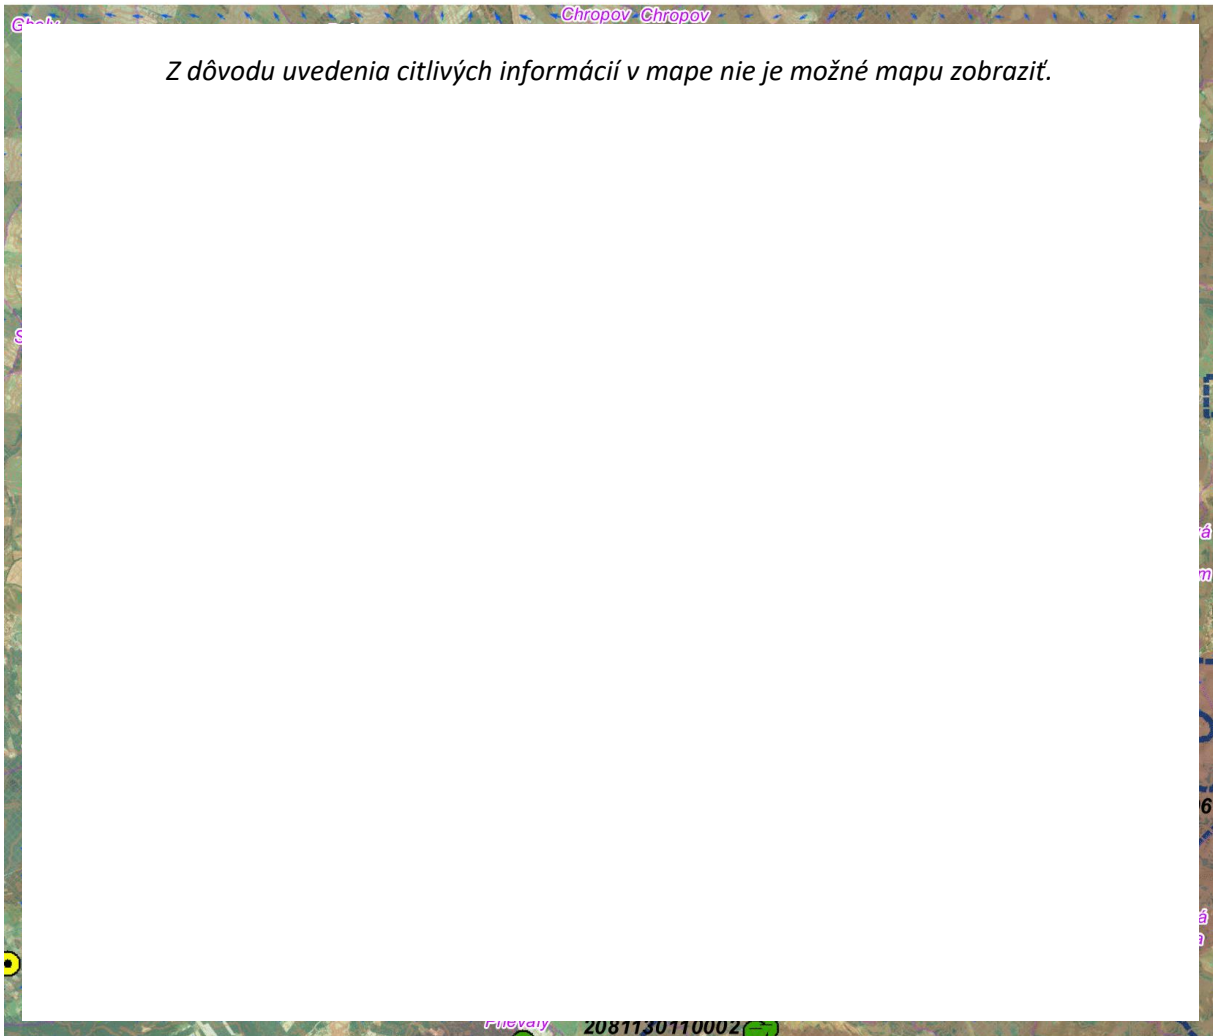 Chropov Chropov
Z dôvodu uvedenia citlivých informácií v mape nie je možné mapu zobraziť.
2081130110002